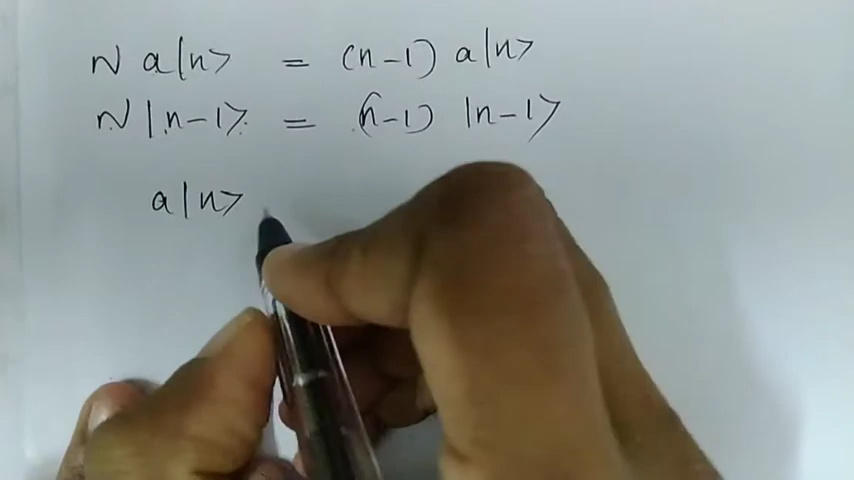 N a|n> = (n-1) a|n>
N |n-1> = (n-1) |n-1>
a|n>